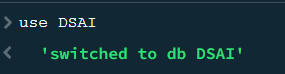 > use DSAI
< 'switched to db DSAI'